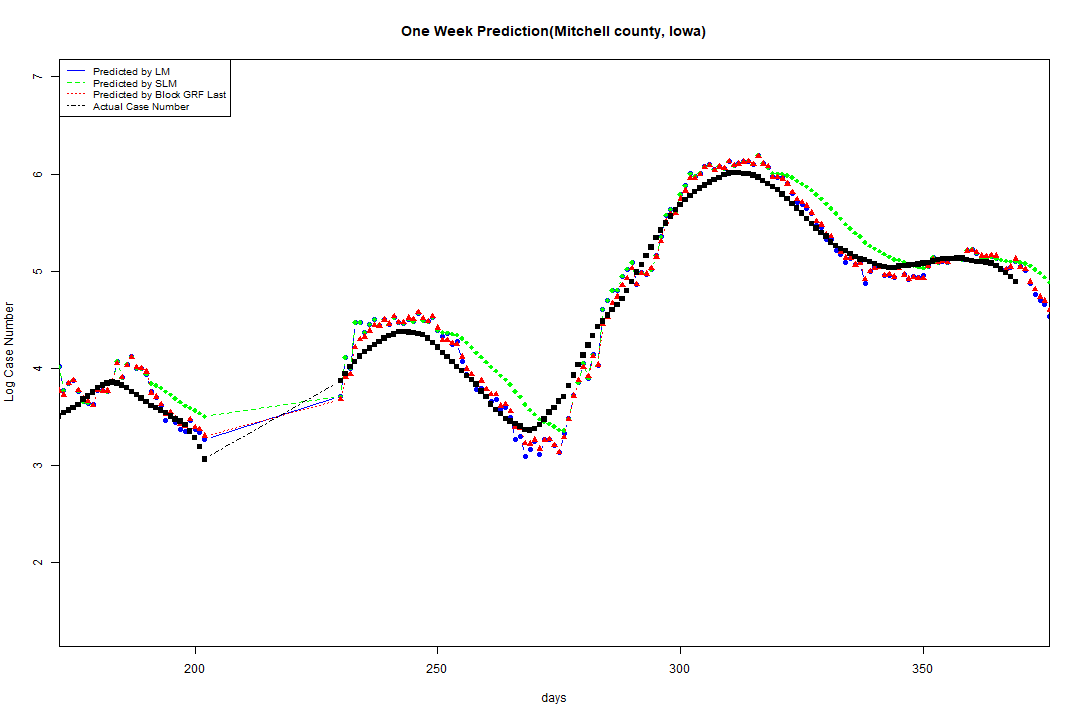 One Week Prediction(Mitchell county, Iowa)
Predicted by LM
Predicted by SLM
Predicted by Block GRF Last
Actual Case Number
Log Case Number
7
6
5
4
3
2
200
250
300
350
days